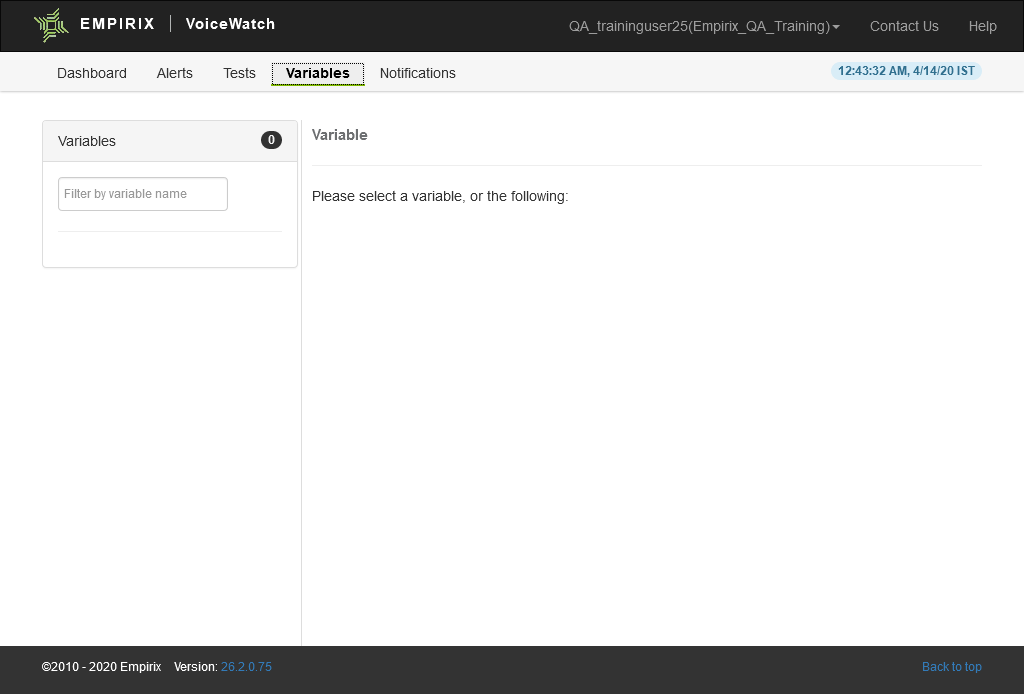 EMPIRIX | VoiceWatch
QA_traininguser25(Empirix_QA_Training) Contact Us Help
Dashboard Alerts Tests Variables Notifications
12:43:32 AM, 4/14/20 IST
Variables 0
Filter by variable name
Variable
Please select a variable, or the following:
©2010 - 2020 Empirix Version: 26.2.0.75
Back to top